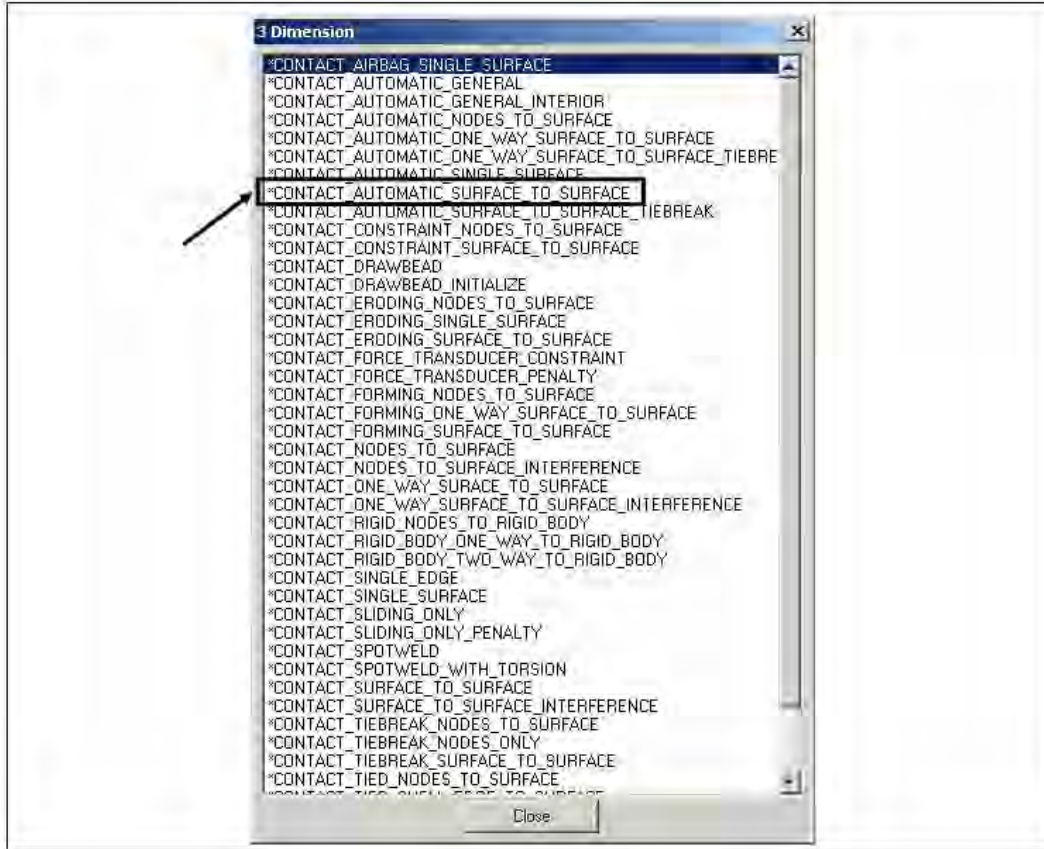 3 Dimension
*CONTACT_AIRBAG_SINGLE_SURFACE
*CONTACT_AUTOMATIC_GENERAL
*CONTACT_AUTOMATIC_GENERAL_INTERIOR
*CONTACT_AUTOMATIC_NODES_TO_SURFACE
*CONTACT_AUTOMATIC_ONE_WAY_SURFACE_TO_SURFACE
*CONTACT_AUTOMATIC_ONE_WAY_SURFACE_TO_SURFACE_TIEBRE
*CONTACT_AUTOMATIC_SINGLE_SURFACE
*CONTACT_AUTOMATIC_SURFACE_TO_SURFACE
*CONTACT_AUTOMATIC_SURFACE_TO_SURFACE_TIEBREAK
*CONTACT_CONSTRAINT_NODES_TO_SURFACE
*CONTACT_CONSTRAINT_SURFACE_TO_SURFACE
*CONTACT_DRAWBEAD
*CONTACT_DRAWBEAD_INITIALIZE
*CONTACT_ERODING_NODES_TO_SURFACE
*CONTACT_ERODING_SINGLE_SURFACE
*CONTACT_ERODING_SURFACE_TO_SURFACE
*CONTACT_FORCE_TRANSDUCER_CONSTRAINT
*CONTACT_FORCE_TRANSDUCER_PENALTY
*CONTACT_FORMING_NODES_TO_SURFACE
*CONTACT_FORMING_ONE_WAY_SURFACE_TO_SURFACE
*CONTACT_FORMING_SURFACE_TO_SURFACE
*CONTACT_NODES_TO_SURFACE
*CONTACT_NODES_TO_SURFACE_INTERFERENCE
*CONTACT_ONE_WAY_SURACE_TO_SURFACE
*CONTACT_ONE_WAY_SURFACE_TO_SURFACE_INTERFERENCE
*CONTACT_RIGID_NODES_TO_RIGID_BODY
*CONTACT_RIGID_BODY_ONE_WAY_TO_RIGID_BODY
*CONTACT_RIGID_BODY_TWO_WAY_TO_RIGID_BODY
*CONTACT_SINGLE_EDGE
*CONTACT_SINGLE_SURFACE
*CONTACT_SLIDING_ONLY
*CONTACT_SLIDING_ONLY_PENALTY
*CONTACT_SPOTWELD
*CONTACT_SPOTWELD_WITH_TORSION
*CONTACT_SURFACE_TO_SURFACE
*CONTACT_SURFACE_TO_SURFACE_INTERFERENCE
*CONTACT_TIEBREAK_NODES_TO_SURFACE
*CONTACT_TIEBREAK_NODES_ONLY
*CONTACT_TIEBREAK_SURFACE_TO_SURFACE
*CONTACT_TIED_NODES_TO_SURFACE
*CONTACT_TIED_SHELL_EDGE_TO_SURFACE
Close